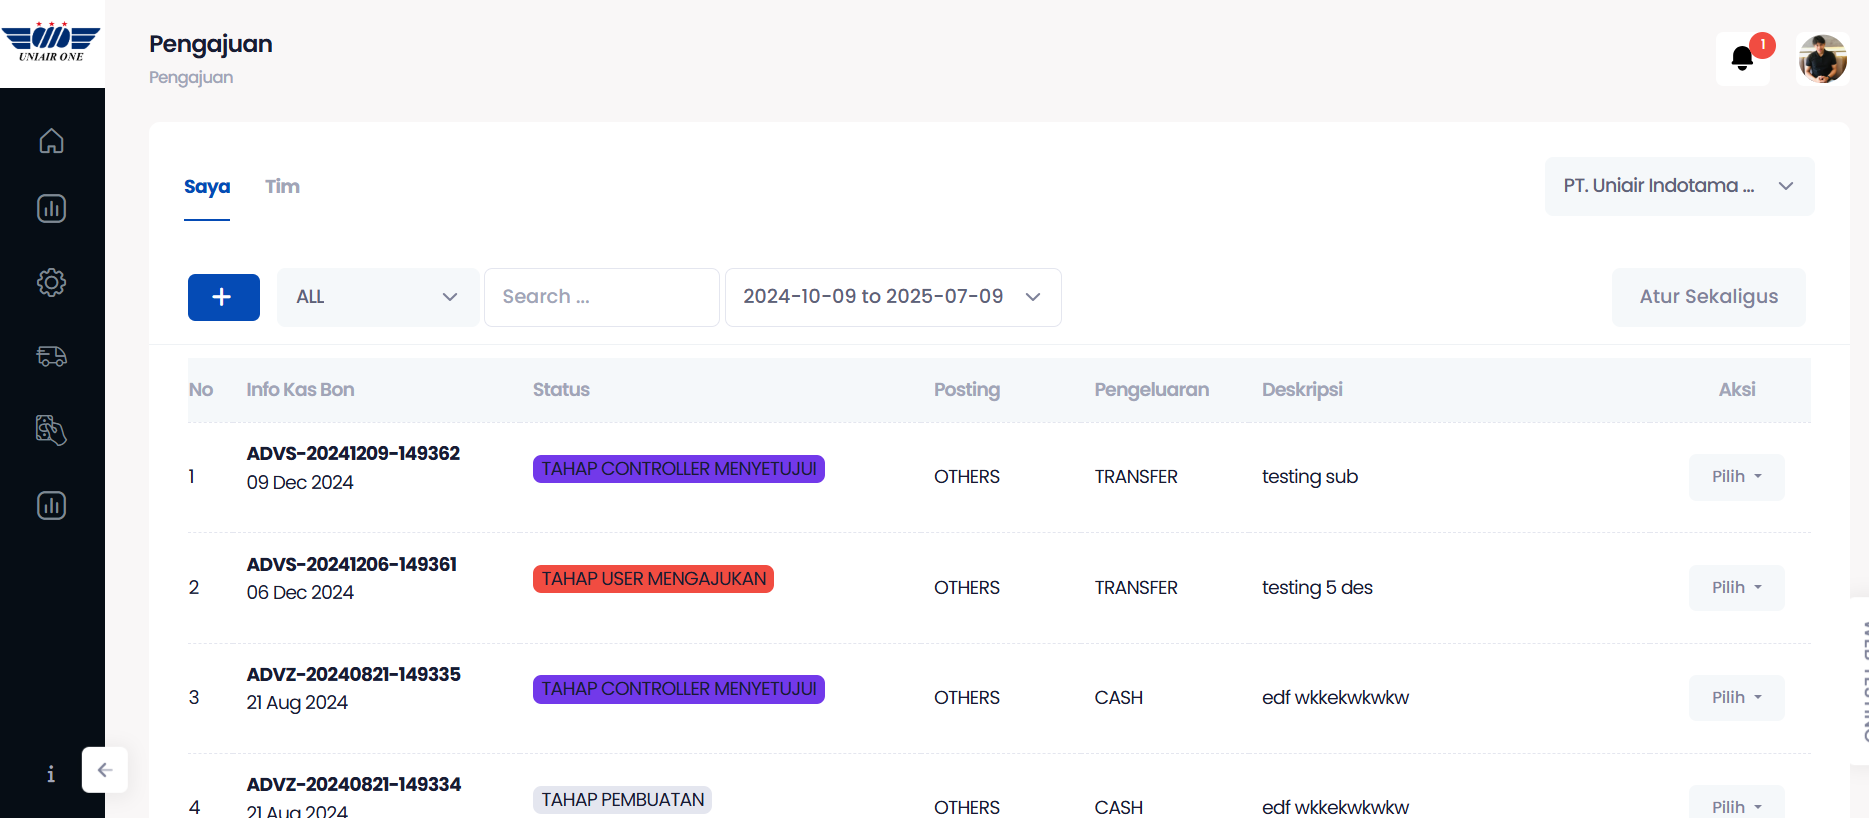 UNIAIR ONE
Pengajuan
Pengajuan
1
Saya
Tim
PT. Uniair Indotama ...
+
ALL
Search ...
2024-10-09 to 2025-07-09
Atur Sekaligus
No Info Kas Bon Status Posting Pengeluaran Deskripsi Aksi
ADVS-20241209-149362
1 09 Dec 2024 TAHAP CONTROLLER MENYETUJUI OTHERS TRANSFER testing sub Pilih
ADVS-20241206-149361
2 06 Dec 2024 TAHAP USER MENGAJUKAN OTHERS TRANSFER testing 5 des Pilih
ADVZ-20240821-149335
3 21 Aug 2024 TAHAP CONTROLLER MENYETUJUI OTHERS CASH edf wkkekwkwkw Pilih
ADVZ-20240821-149334
4 21 Aug 2024 TAHAP PEMBUATAN OTHERS CASH edf wkkekwkwkw Pilih
i
WEB TESTING